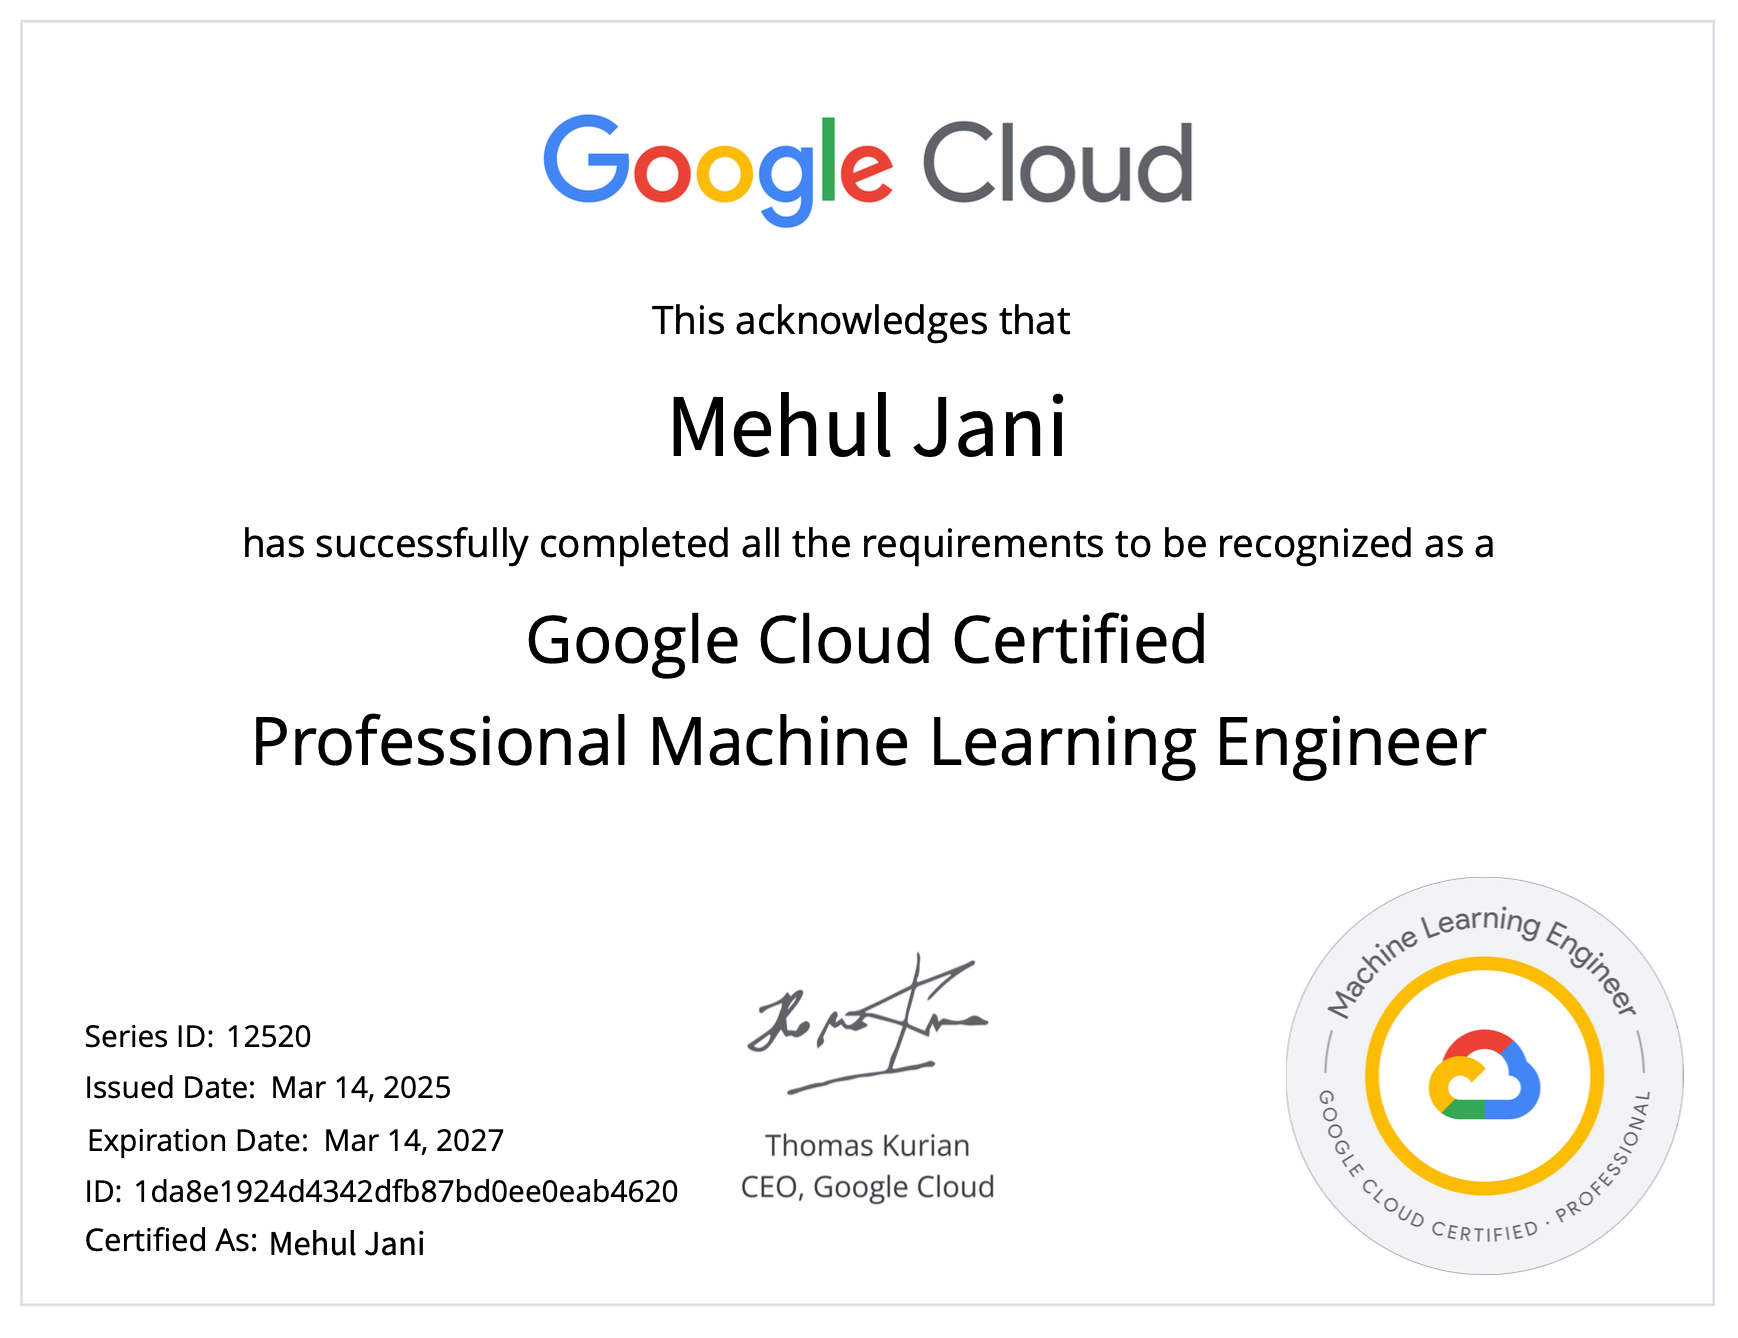 Google Cloud
This acknowledges that
Mehul Jani
has successfully completed all the requirements to be recognized as a
Google Cloud Certified
Professional Machine Learning Engineer
Series ID: 12520
Issued Date: Mar 14, 2025
Expiration Date: Mar 14, 2027
ID: 1da8e1924d4342dfb87bd0ee0eab4620
Certified As: Mehul Jani
Thomas Kurian
CEO, Google Cloud
Machine Learning Engineer
GOOGLE CLOUD CERTIFIED · PROFESSIONAL